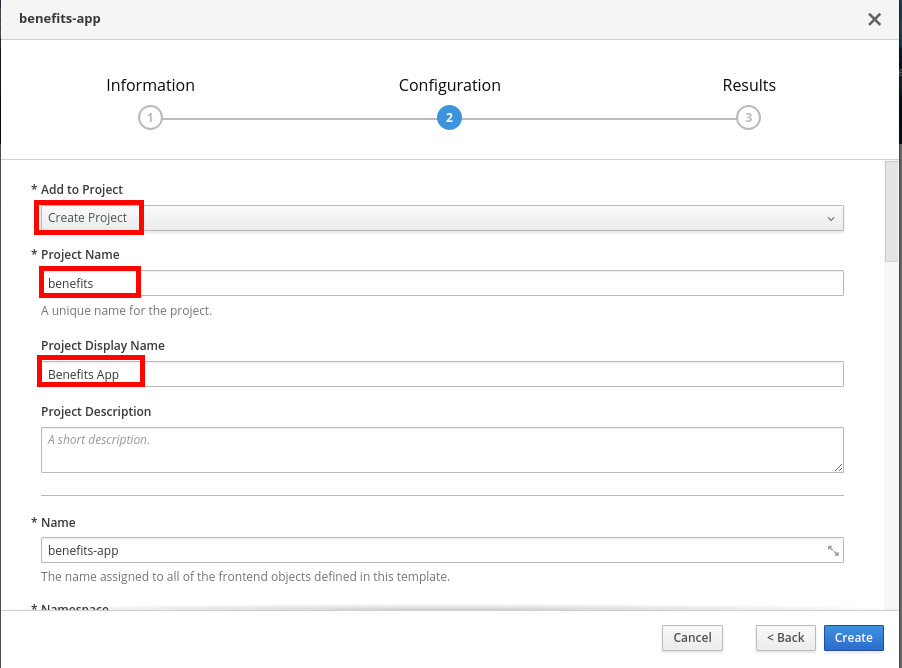 benefits-app
Information
Configuration
Results
1
2
3
* Add to Project
Create Project
* Project Name
benefits
A unique name for the project.
Project Display Name
Benefits App
Project Description
A short description.
* Name
benefits-app
The name assigned to all of the frontend objects defined in this template.
* Namespace
Cancel
< Back
Create